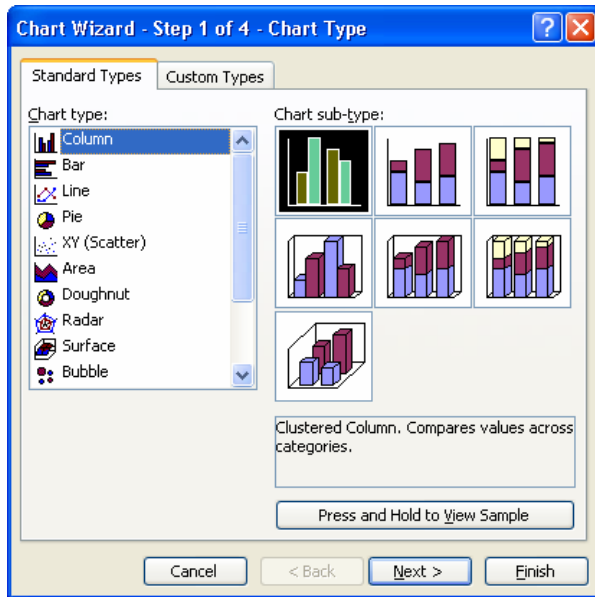 Chart Wizard - Step 1 of 4 - Chart Type
Standard Types
Custom Types
Chart type:
Column
Bar
Line
Pie
XY (Scatter)
Area
Doughnut
Radar
Surface
Bubble
Chart sub-type:
Clustered Column. Compares values across
categories.
Press and Hold to View Sample
Cancel
< Back
Next >
Finish